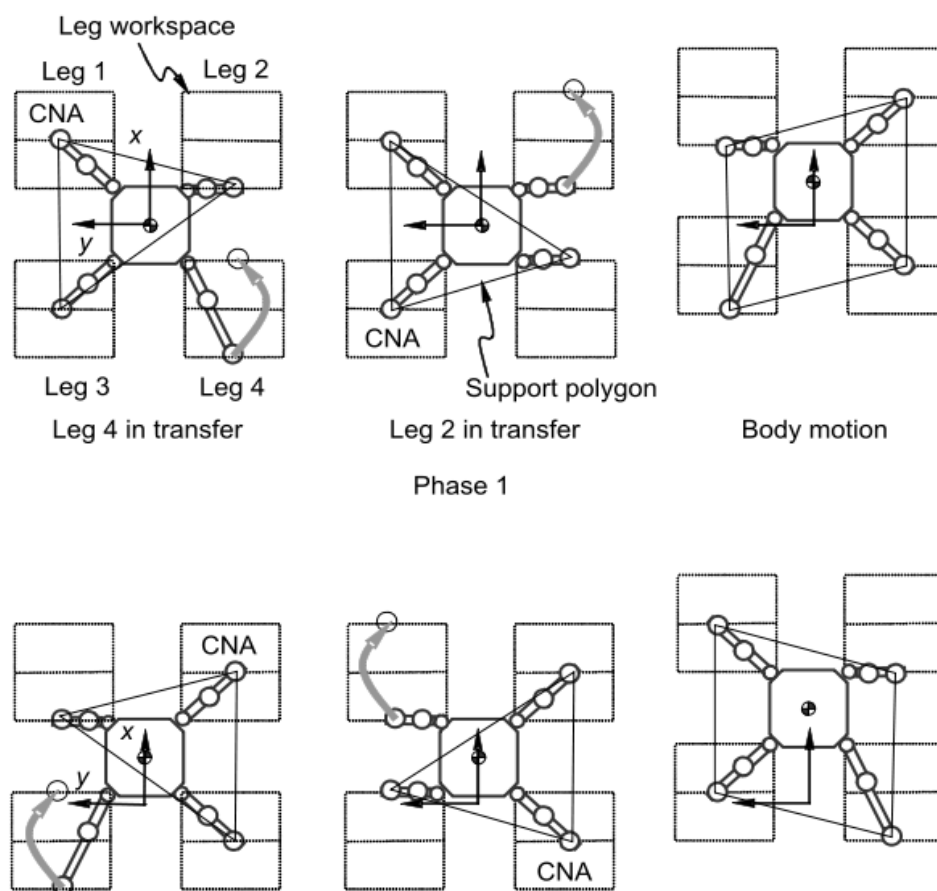 Leg workspace
Leg 1
Leg 2
CNA
x
y
CNA
Support polygon
Leg 3
Leg 4
Leg 4 in transfer
Leg 2 in transfer
Body motion
Phase 1
CNA
x
y
CNA